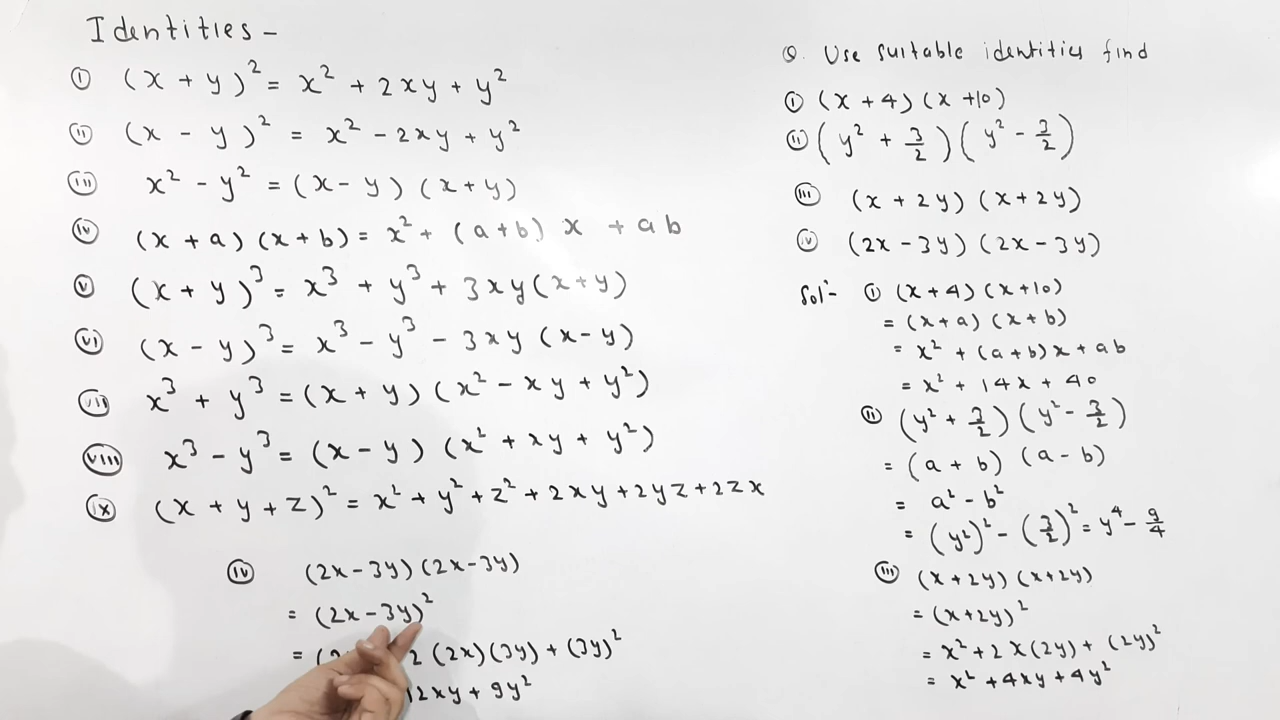 Identities -
(i) (x + y)² = x² + 2xy + y²
(ii) (x - y)² = x² - 2xy + y²
(iii) x² - y² = (x - y) (x + y)
(iv) (x + a) (x + b) = x² + (a + b) x + ab
(v) (x + y)³ = x³ + y³ + 3xy (x + y)
(vi) (x - y)³ = x³ - y³ - 3xy (x - y)
(vii) x³ + y³ = (x + y) (x² - xy + y²)
(viii) x³ - y³ = (x - y) (x² + xy + y²)
(ix) (x + y + z)² = x² + y² + z² + 2xy + 2yz + 2zx
(iv) (2x - 3y) (2x - 3y)
= (2x - 3y)²
= (2 2 (2x) (3y) + (3y)²
12xy + 9y²
Q. Use suitable identities find
(i) (x + 4) (x + 10)
(ii) (y² + 3/2) (y² - 3/2)
(iii) (x + 2y) (x + 2y)
(iv) (2x - 3y) (2x - 3y)
Solⁿ- (i) (x + 4) (x + 10)
= (x + a) (x + b)
= x² + (a + b) x + ab
= x² + 14x + 40
(ii) (y² + 3/2) (y² - 3/2)
= (a + b) (a - b)
= a² - b²
= (y²)² - (3/2)² = y⁴ - 9/4
(iii) (x + 2y) (x + 2y)
= (x + 2y)²
= x² + 2x(2y) + (2y)²
= x² + 4xy + 4y²